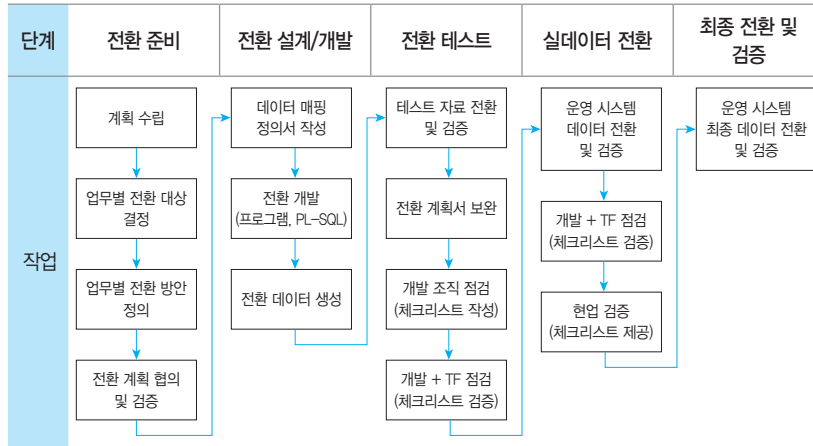 단계
전환 준비
전환 설계/개발
전환 테스트
실데이터 전환
최종 전환 및
검증
작업
계획 수립
업무별 전환 대상
결정
업무별 전환 방안
정의
전환 계획 협의
및 검증
데이터 매핑
정의서 작성
전환 개발
(프로그램, PL-SQL)
전환 데이터 생성
테스트 자료 전환
및 검증
전환 계획서 보완
개발 조직 점검
(체크리스트 작성)
개발 + TF 점검
(체크리스트 검증)
운영 시스템
데이터 전환
및 검증
개발 + TF 점검
(체크리스트 검증)
현업 검증
(체크리스트 제공)
운영 시스템
최종 데이터 전환
및 검증